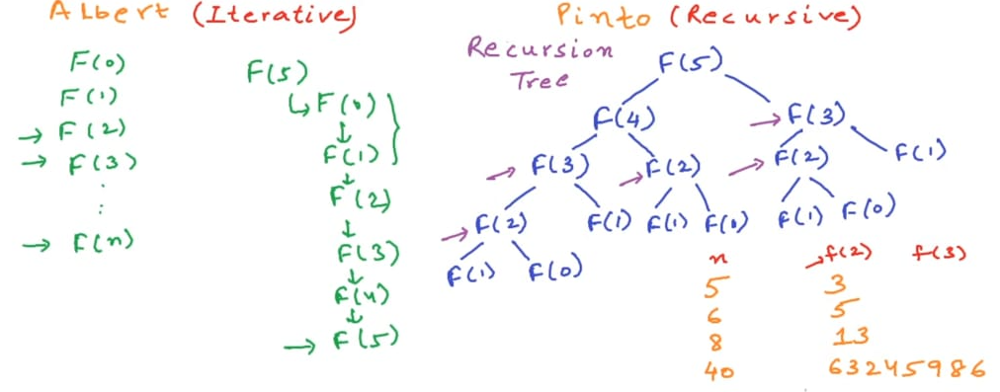 Albert (Iterative)
F(0)
F(1)
→ F(2)
→ F(3)
:
:
→ F(n)
F(5)
↳ F(0)
↓
F(1)
↓
F(2)
↓
F(3)
↓
F(4)
↓
→ F(5)
Pinto (Recursive)
Recursion
Tree
F(5)
F(4) → F(3)
→ F(3) → F(2) → F(2) F(1)
→ F(2) F(1) F(1) F(0) F(1) F(0)
F(1) F(0)
n → f(2) f(3)
5 3
6 5
8 13
40 63245986